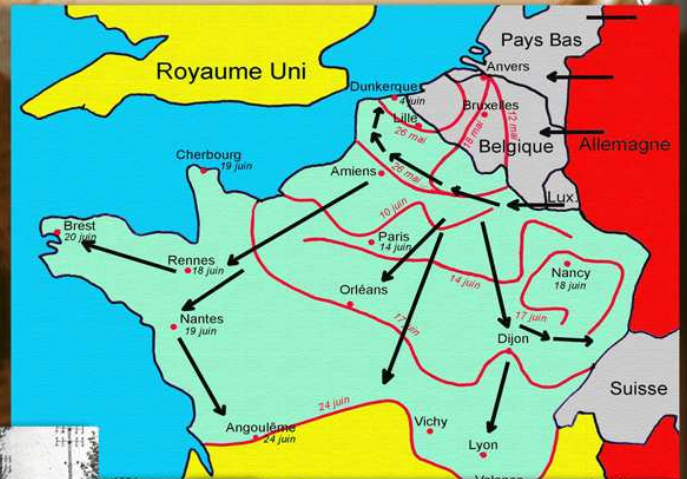 Pays Bas
Anvers
Royaume Uni
Dunkerque
4 juin
Bruxelles
12 mai
Lille
26 mai
18 mai
Belgique
Allemagne
Cherbourg
19 juin
Amiens
26 mai
Lux.
10 juin
Brest
20 juin
Paris
14 juin
Rennes
18 juin
14 juin
Nancy
18 juin
Orléans
Nantes
19 juin
17 juin
17 juin
Dijon
Suisse
24 juin
Angoulême
24 juin
Vichy
Lyon